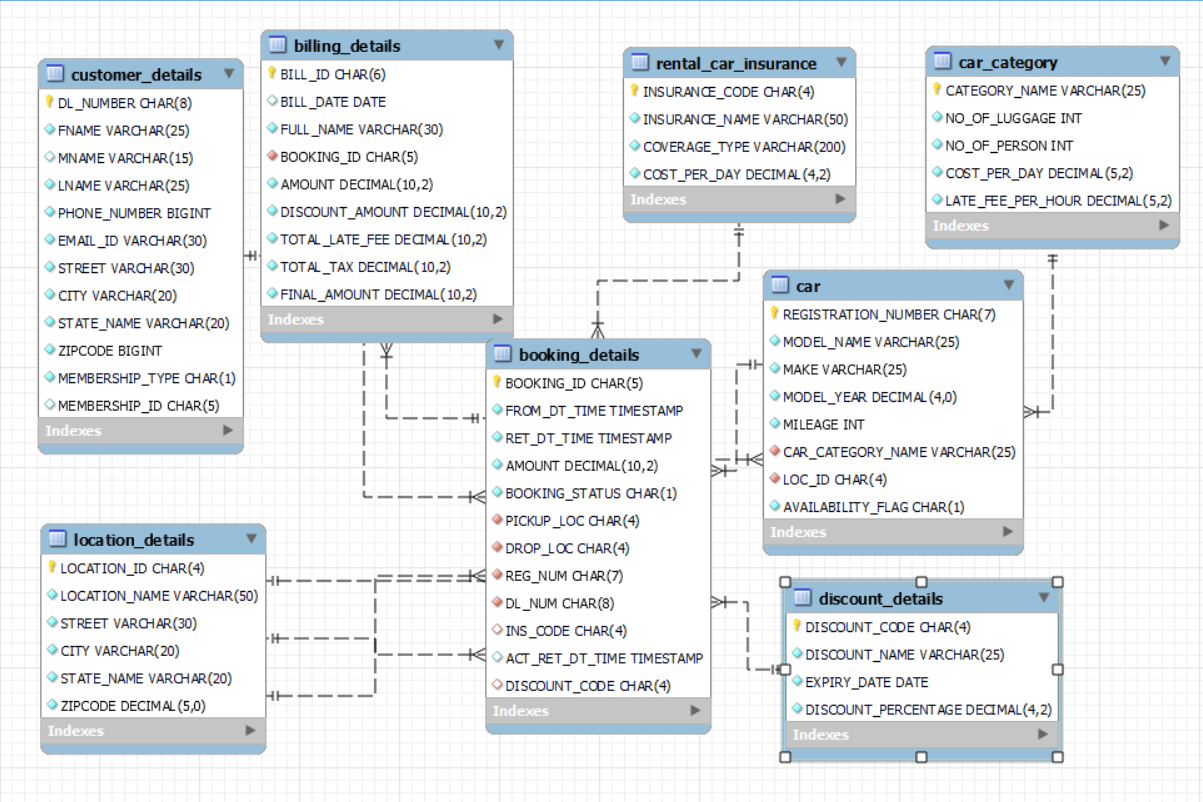 customer_details
DL_NUMBER CHAR(8)
FNAME VARCHAR(25)
MNAME VARCHAR(15)
LNAME VARCHAR(25)
PHONE_NUMBER BIGINT
EMAIL_ID VARCHAR(30)
STREET VARCHAR(30)
CITY VARCHAR(20)
STATE_NAME VARCHAR(20)
ZIPCODE BIGINT
MEMBERSHIP_TYPE CHAR(1)
MEMBERSHIP_ID CHAR(5)
Indexes
billing_details
BILL_ID CHAR(6)
BILL_DATE DATE
FULL_NAME VARCHAR(30)
BOOKING_ID CHAR(5)
AMOUNT DECIMAL(10,2)
DISCOUNT_AMOUNT DECIMAL(10,2)
TOTAL_LATE_FEE DECIMAL(10,2)
TOTAL_TAX DECIMAL(10,2)
FINAL_AMOUNT DECIMAL(10,2)
Indexes
rental_car_insurance
INSURANCE_CODE CHAR(4)
INSURANCE_NAME VARCHAR(50)
COVERAGE_TYPE VARCHAR(200)
COST_PER_DAY DECIMAL(4,2)
Indexes
car_category
CATEGORY_NAME VARCHAR(25)
NO_OF_LUGGAGE INT
NO_OF_PERSON INT
COST_PER_DAY DECIMAL(5,2)
LATE_FEE_PER_HOUR DECIMAL(5,2)
Indexes
car
REGISTRATION_NUMBER CHAR(7)
MODEL_NAME VARCHAR(25)
MAKE VARCHAR(25)
MODEL_YEAR DECIMAL(4,0)
MILEAGE INT
CAR_CATEGORY_NAME VARCHAR(25)
LOC_ID CHAR(4)
AVAILABILITY_FLAG CHAR(1)
Indexes
booking_details
BOOKING_ID CHAR(5)
FROM_DT_TIME TIMESTAMP
RET_DT_TIME TIMESTAMP
AMOUNT DECIMAL(10,2)
BOOKING_STATUS CHAR(1)
PICKUP_LOC CHAR(4)
DROP_LOC CHAR(4)
REG_NUM CHAR(7)
DL_NUM CHAR(8)
INS_CODE CHAR(4)
ACT_RET_DT_TIME TIMESTAMP
DISCOUNT_CODE CHAR(4)
Indexes
location_details
LOCATION_ID CHAR(4)
LOCATION_NAME VARCHAR(50)
STREET VARCHAR(30)
CITY VARCHAR(20)
STATE_NAME VARCHAR(20)
ZIPCODE DECIMAL(5,0)
Indexes
discount_details
DISCOUNT_CODE CHAR(4)
DISCOUNT_NAME VARCHAR(25)
EXPIRY_DATE DATE
DISCOUNT_PERCENTAGE DECIMAL(4,2)
Indexes